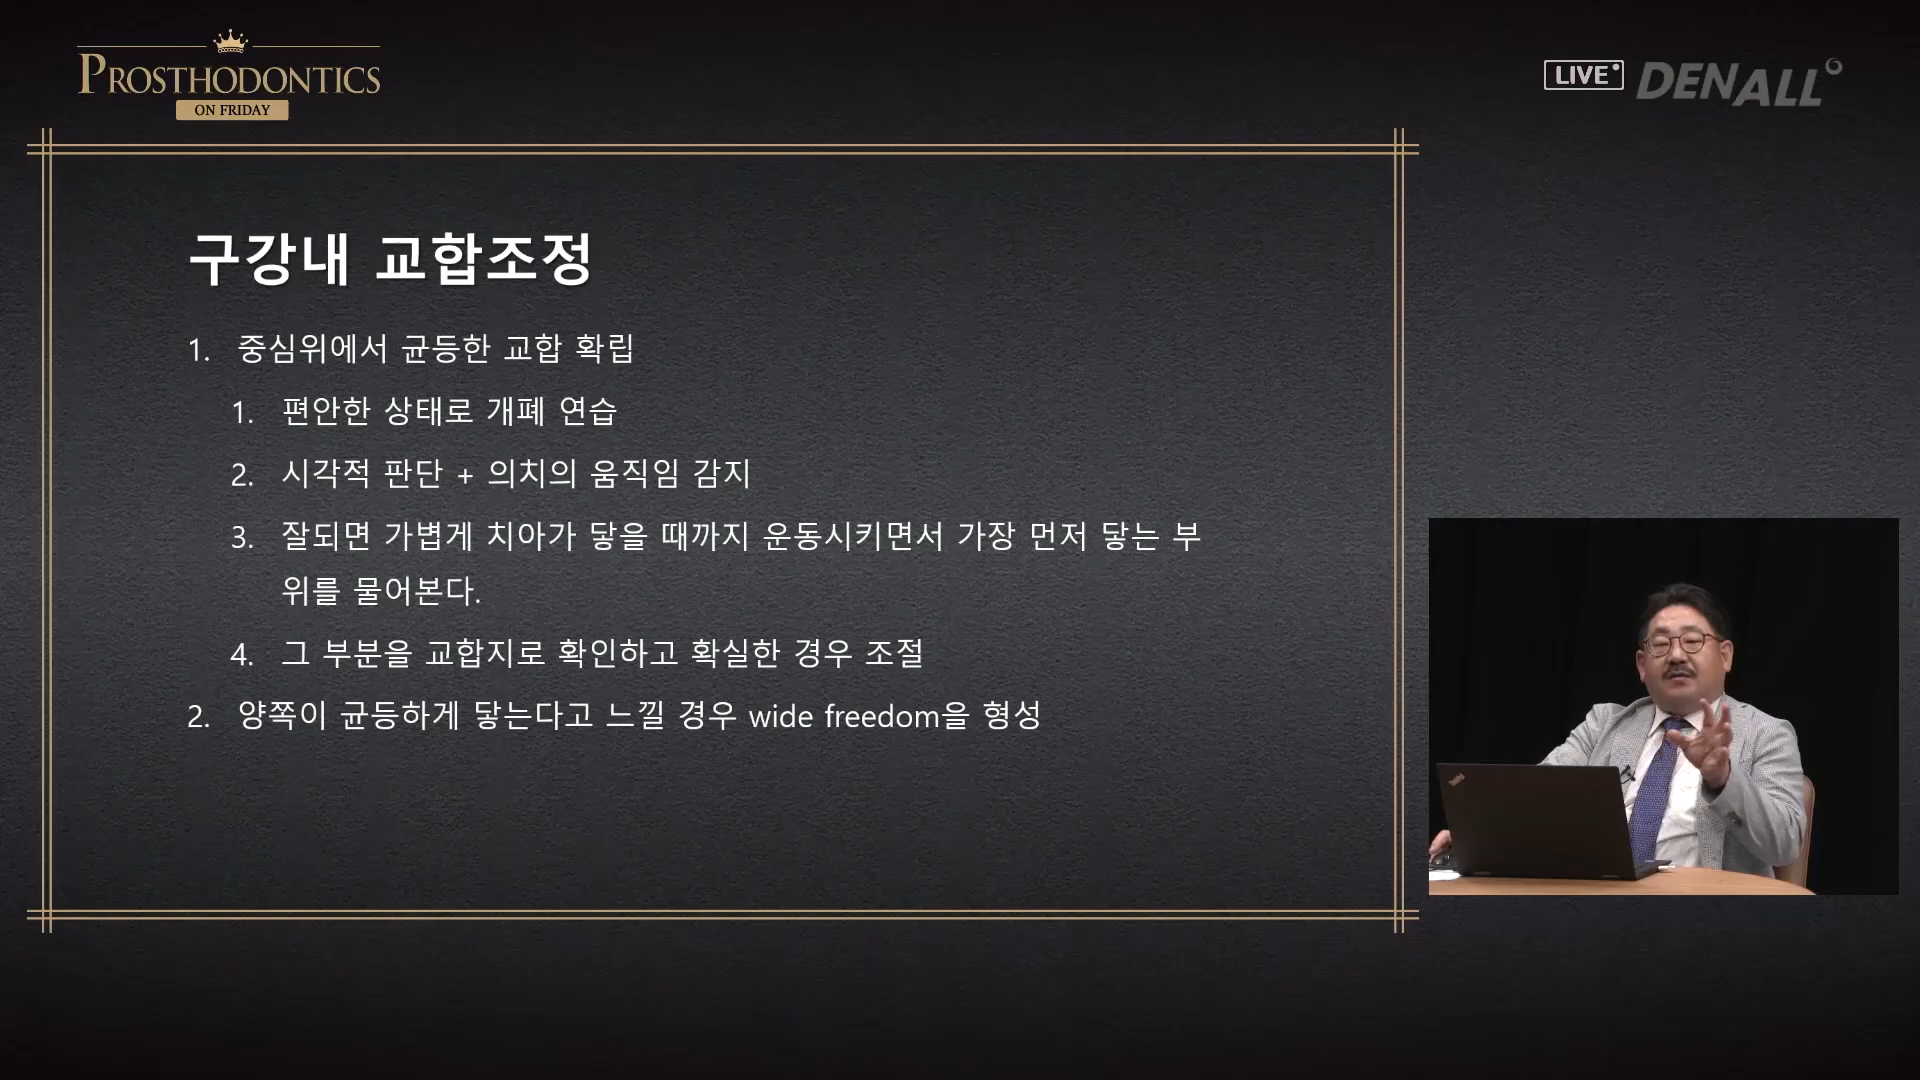 PROSTHODONTICS
ON FRIDAY
LIVE
DENALL
구강내 교합조정
1. 중심위에서 균등한 교합 확립
1. 편안한 상태로 개폐 연습
2. 시각적 판단 + 의치의 움직임 감지
3. 잘되면 가볍게 치아가 닿을 때까지 운동시키면서 가장 먼저 닿는 부
위를 물어본다.
4. 그 부분을 교합지로 확인하고 확실한 경우 조절
2. 양쪽이 균등하게 닿는다고 느낄 경우 wide freedom을 형성
ThinkPad